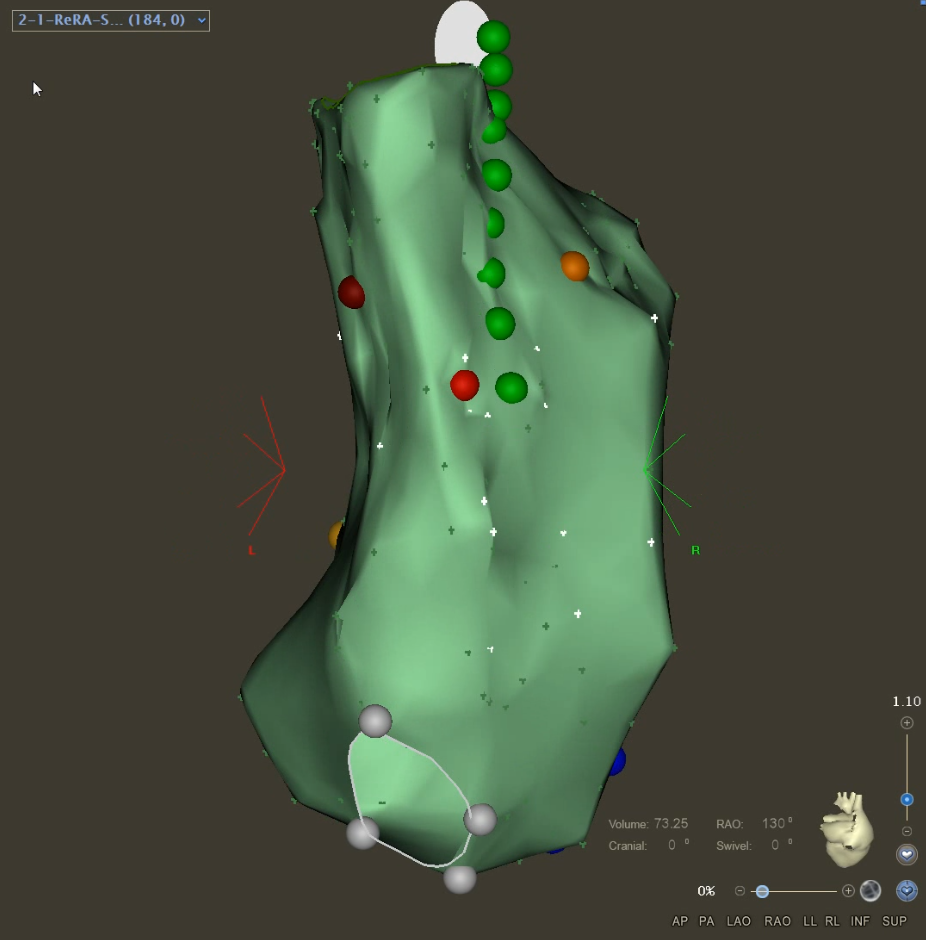 2-1-ReRA-S... (184, 0)
L
R
1.10
Volume: 73.25 RAO: 130°
Cranial: 0 ° Swivel: 0 °
0%
AP PA LAO RAO LL RL INF SUP